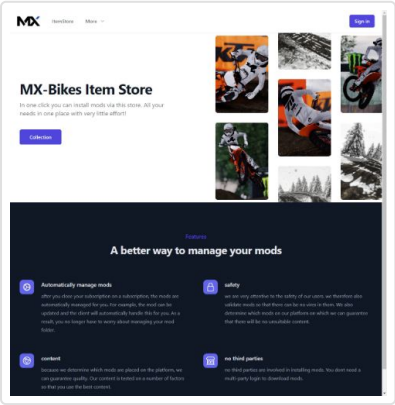 MX
ItemStore
More
Sign in
MX-Bikes Item Store
In one click you can install mods via this store. All your
needs in one place with very little effort!
Collection
Features
A better way to manage your mods
Automatically manage mods
after you close your subscription on a subscription, the mods are
automatically managed for you. For example, the mod can be
updated and the client will automatically handle this for you. As a
result, you no longer have to worry about managing your mod
folder.
safety
we are very attentive to the safety of our users. we therefore also
validate mods so that there can be no virus in them. We also
determine which mods on our platform on which we can guarantee
that there will be no unsuitable content.
content
because we determine which mods are placed on the platform, we
can guarantee quality. Our content is tested on a number of factors
so that you use the best content.
no third parties
no third parties are involved in installing mods. You dont need a
multi party login to download mods.